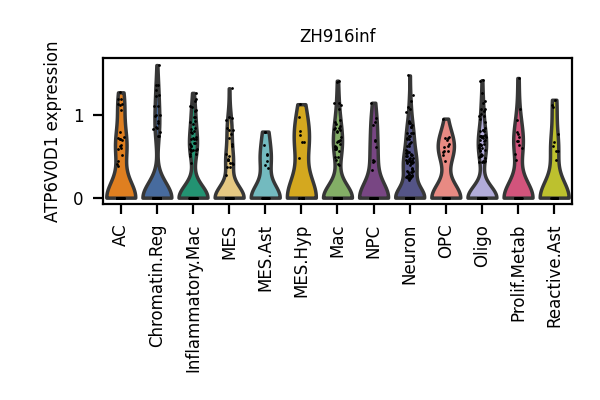 ZH916inf
ATP6V0D1 expression
1
0
AC
Chromatin.Reg
Inflammatory.Mac
MES
MES.Ast
MES.Hyp
Mac
NPC
Neuron
OPC
Oligo
Prolif.Metab
Reactive.Ast